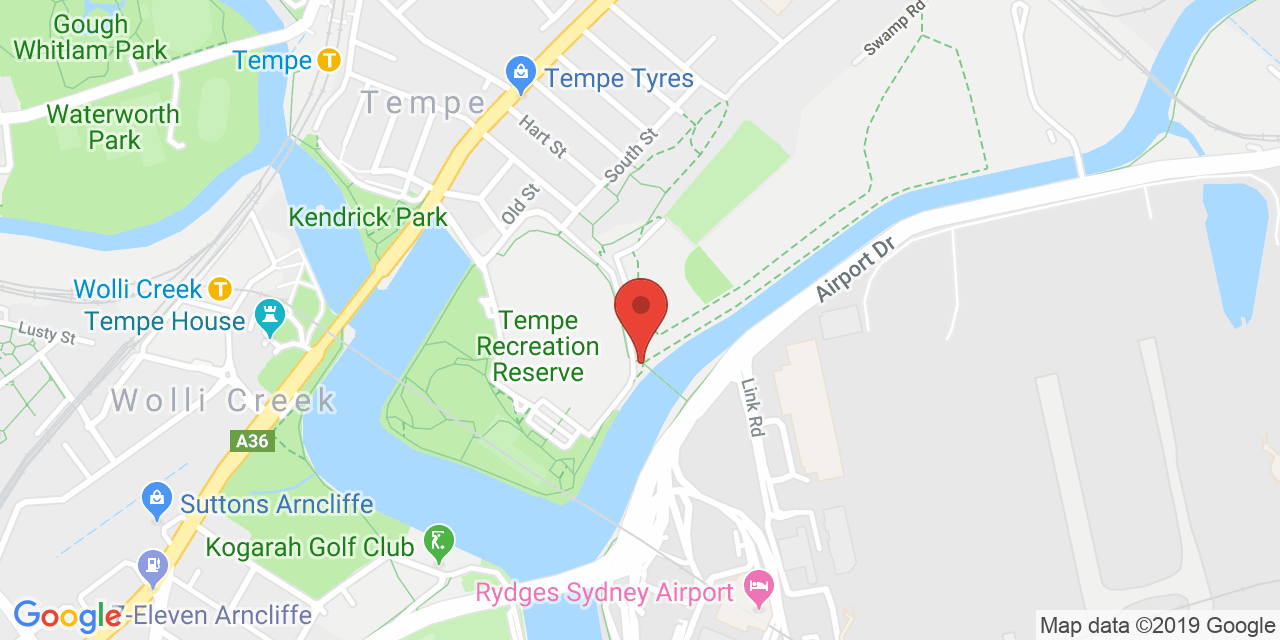 Gough
Whitlam Park
Tempe T
Tempe Tyres
Swamp Rd
Tempe
Waterworth
Park
Hart St
South St
Old St
Kendrick Park
Airport Dr
Wolli Creek T
Tempe House
Lusty St
Tempe
Recreation
Reserve
Wolli Creek
Link Rd
A36
Suttons Arncliffe
Kogarah Golf Club
Rydges Sydney Airport
Google
7-Eleven Arncliffe
Map data ©2019 Google